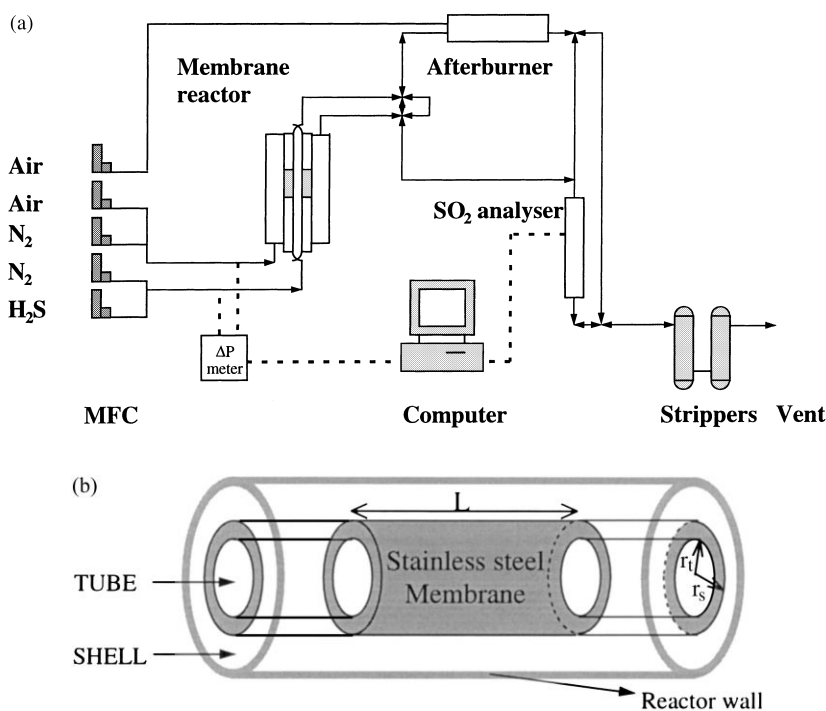 (a)
Membrane
reactor
Afterburner
Air
Air
N2
N2
H2S
SO2 analyser
ΔP
meter
MFC
Computer
Strippers
Vent
(b)
L
Stainless steel
Membrane
TUBE
SHELL
rt
rs
Reactor wall